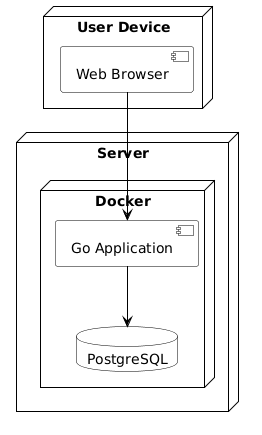 User Device
Web Browser
Server
Docker
Go Application
PostgreSQL